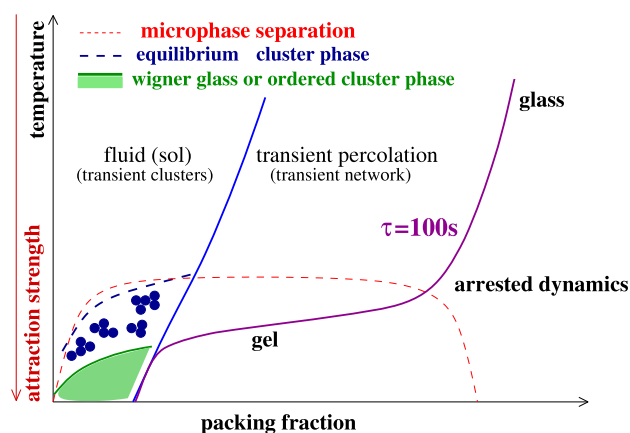 microphase separation
equilibrium cluster phase
wigner glass or ordered cluster phase
temperature
glass
fluid (sol)
(transient clusters)
transient percolation
(transient network)
τ=100s
attraction strength
arrested dynamics
gel
packing fraction